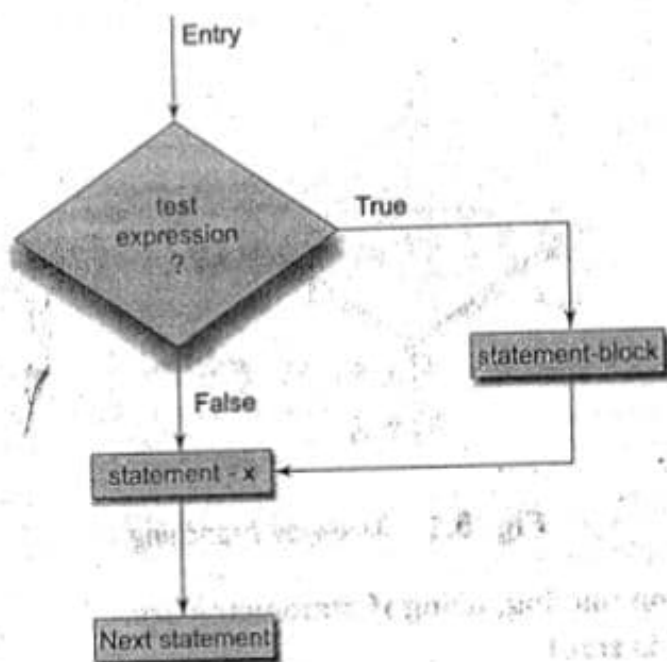 Entry
test
expression
?
True
statement-block
False
statement - x
Next statement